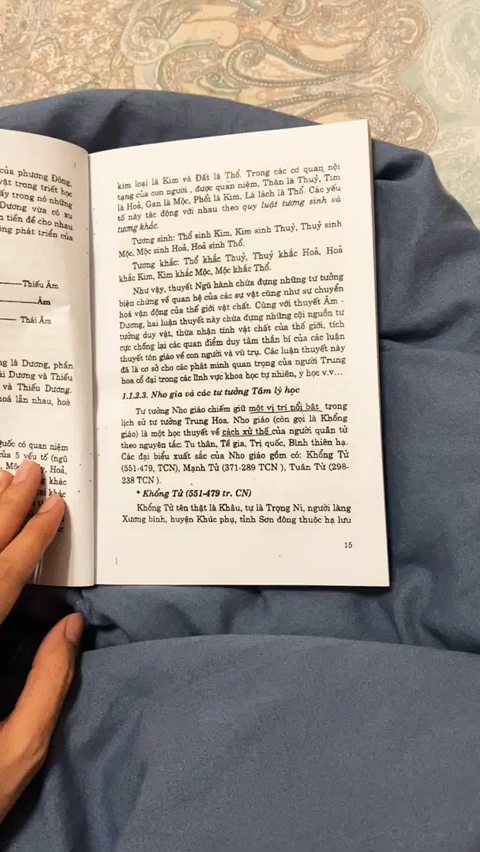 của phương Đông,
vật trong triết học
ấy trong nó những
Dương vừa có xu
n tiến để cho nhau
ộng phát triển của
Thiếu Âm
Âm
Thái Âm
g là Dương, phần
ái Dương và Thiếu
và Thiếu Dương.
hoá lẫn nhau, hoà
Quốc có quan niệm
của 5 yếu tố (ngũ
Mộc, Hoả,
khác
khác
kim loại là Kim và Đất là Thổ. Trong các cơ quan nội
tạng của con người, được quan niệm, Thận là Thuỷ, Tim
là Hoả, Gan là Mộc, Phổi là Kim, Lá lách là Thổ. Các yếu
tố này tác động với nhau theo quy luật tương sinh và
tương khắc.
Tương sinh: Thổ sinh Kim, Kim sinh Thuỷ, Thuỷ sinh
Mộc, Mộc sinh Hoả, Hoả sinh Thổ.
Tương khắc: Thổ khắc Thuỷ, Thuỷ khắc Hoả, Hoả
khắc Kim, Kim khắc Mộc, Mộc khắc Thổ.
Như vậy, thuyết Ngũ hành chứa đựng những tư tưởng
biện chứng về quan hệ của các sự vật cũng như sự chuyển
hoá vận động của thế giới vật chất. Cùng với thuyết Âm -
Dương, hai luận thuyết này chứa đựng những cội nguồn tư
tưởng duy vật, thừa nhận tính vật chất của thế giới, tích
cực chống lại các quan điểm duy tâm thần bí của các luận
thuyết tôn giáo về con người và vũ trụ. Các luận thuyết này
đã là cơ sở cho các phát minh quan trọng của người Trung
hoa cổ đại trong các lĩnh vực khoa học tự nhiên, y học v.v...
1.1.2.3. Nho gia và các tư tưởng Tâm lý học
Tư tưởng Nho giáo chiếm giữ một vị trí nổi bật trong
lịch sử tư tưởng Trung Hoa. Nho giáo (còn gọi là Khổng
giáo) là một học thuyết về cách xử thế của người quân tử
theo nguyên tắc: Tu thân, Tề gia, Trị quốc, Bình thiên hạ.
Các đại biểu xuất sắc của Nho giáo gồm có: Khổng Tử
(551-479, TCN), Mạnh Tử (371-289 TCN ), Tuân Tử (298-
238 TCN ).
* Khổng Tử (551-479 tr. CN)
Khổng Tử tên thật là Khâu, tự là Trọng Ni, người làng
Xương bình, huyện Khúc phụ, tỉnh Sơn đông thuộc hạ lưu
15